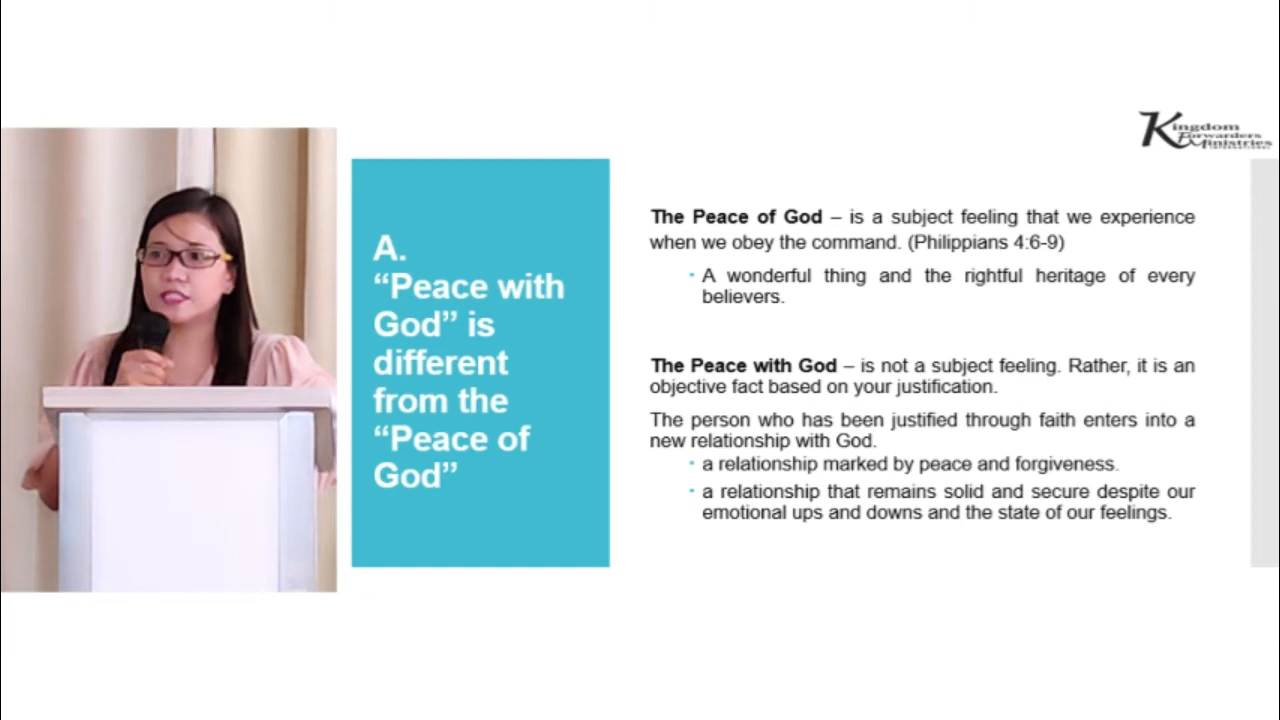 Kingdom
Forwarders
Ministries
INTERNATIONAL
A.
“Peace with
God” is
different
from the
“Peace of
God”
The Peace of God – is a subject feeling that we experience
when we obey the command. (Philippians 4:6-9)
• A wonderful thing and the rightful heritage of every
believers.
The Peace with God – is not a subject feeling. Rather, it is an
objective fact based on your justification.
The person who has been justified through faith enters into a
new relationship with God.
• a relationship marked by peace and forgiveness.
• a relationship that remains solid and secure despite our
emotional ups and downs and the state of our feelings.